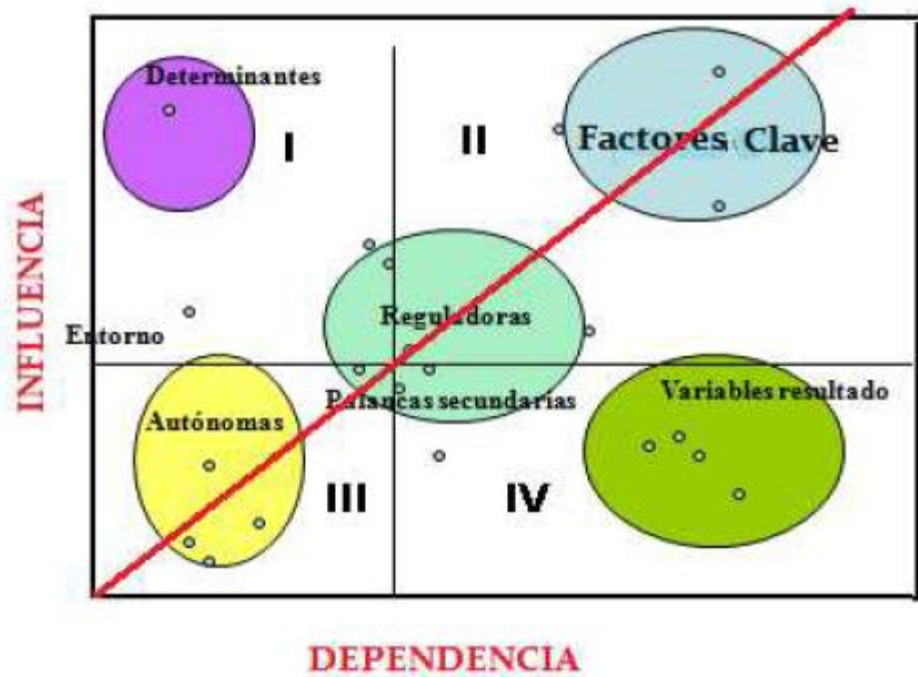 Determinantes
I
II
Factores Clave
INFLUENCIA
Reguladoras
Entorno
Palancas secundarias
Variables resultado
Autónomas
III
IV
DEPENDENCIA